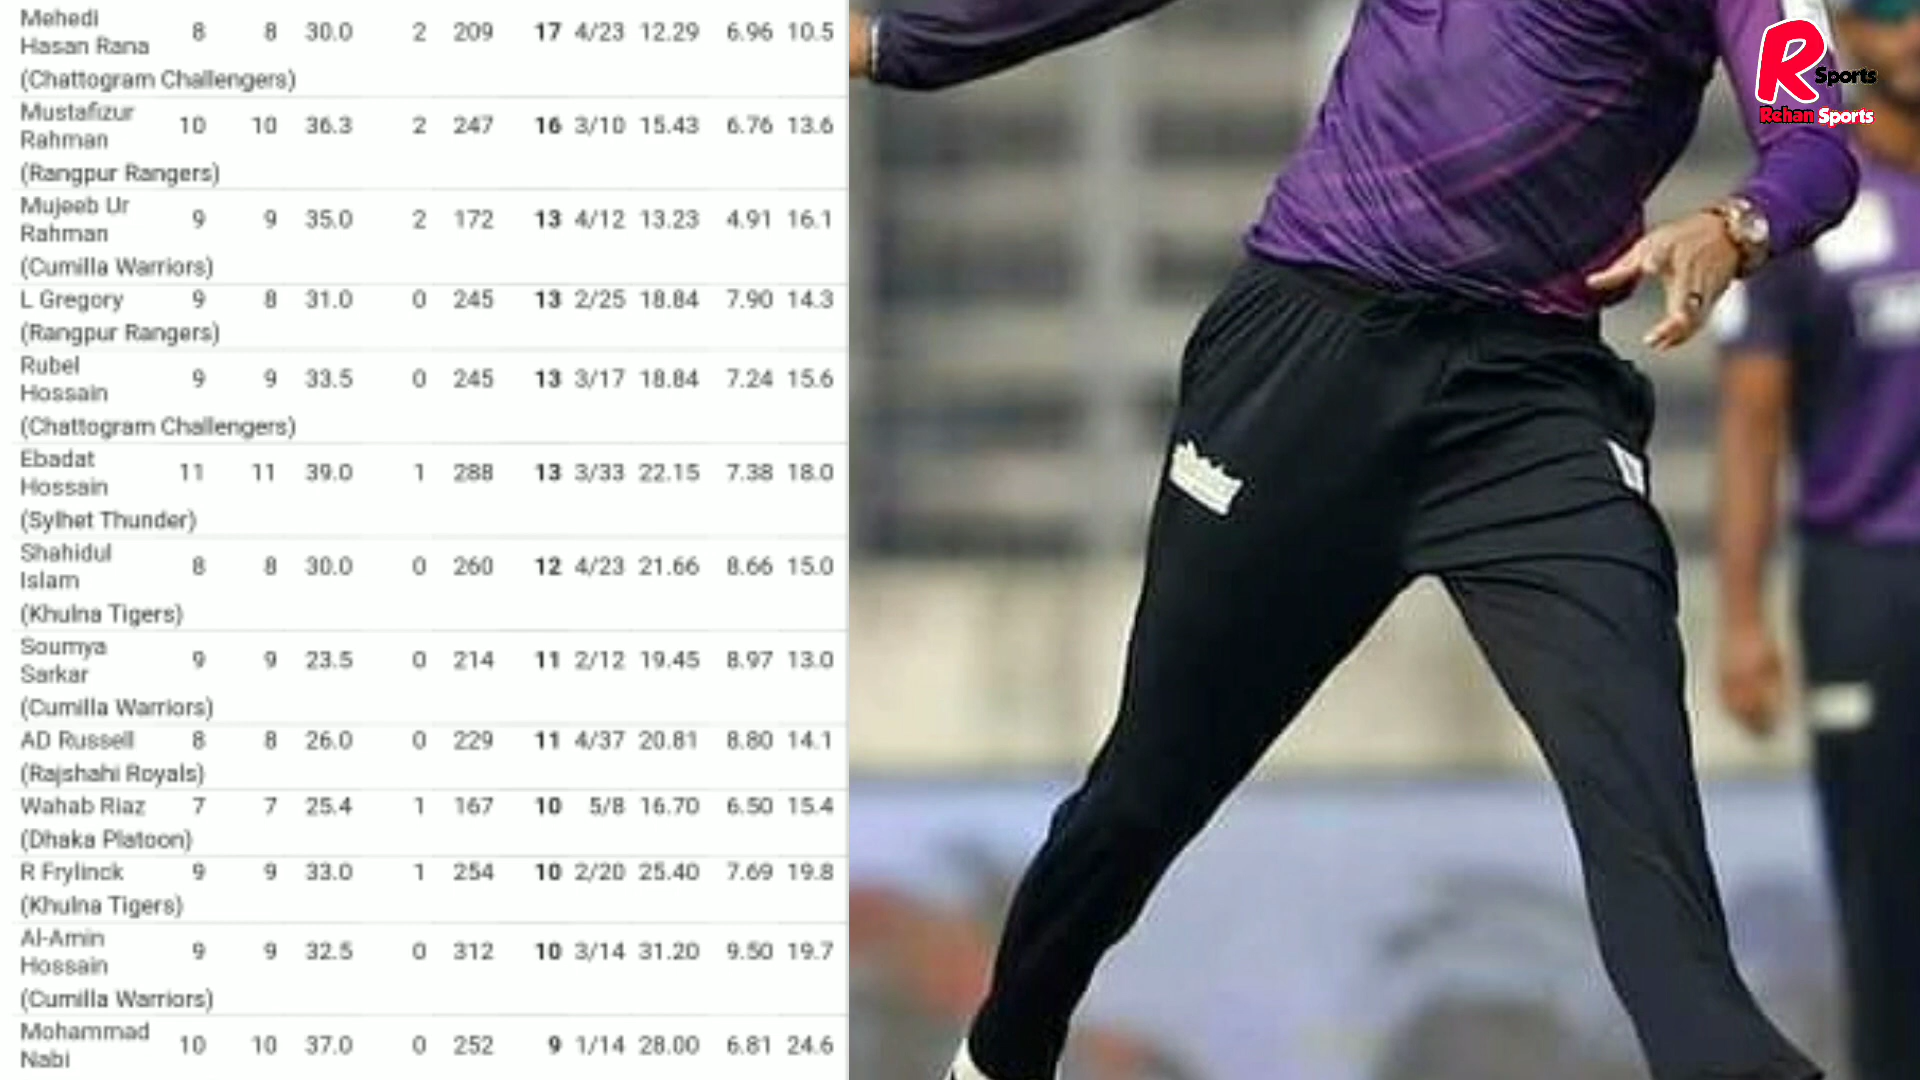 Mehedi
Hasan Rana 8 8 30.0 2 209 17 4/23 12.29 6.96 10.5
(Chattogram Challengers)
Mustafizur
Rahman 10 10 36.3 2 247 16 3/10 15.43 6.76 13.6
(Rangpur Rangers)
Mujeeb Ur
Rahman 9 9 35.0 2 172 13 4/12 13.23 4.91 16.1
(Cumilla Warriors)
L Gregory 9 8 31.0 0 245 13 2/25 18.84 7.90 14.3
(Rangpur Rangers)
Rubel
Hossain 9 9 33.5 0 245 13 3/17 18.84 7.24 15.6
(Chattogram Challengers)
Ebadat
Hossain 11 11 39.0 1 288 13 3/33 22.15 7.38 18.0
(Sylhet Thunder)
Shahidul
Islam 8 8 30.0 0 260 12 4/23 21.66 8.66 15.0
(Khulna Tigers)
Soumya
Sarkar 9 9 23.5 0 214 11 2/12 19.45 8.97 13.0
(Cumilla Warriors)
AD Russell 8 8 26.0 0 229 11 4/37 20.81 8.80 14.1
(Rajshahi Royals)
Wahab Riaz 7 7 25.4 1 167 10 5/8 16.70 6.50 15.4
(Dhaka Platoon)
R Frylinck 9 9 33.0 1 254 10 2/20 25.40 7.69 19.8
(Khulna Tigers)
Al-Amin
Hossain 9 9 32.5 0 312 10 3/14 31.20 9.50 19.7
(Cumilla Warriors)
Mohammad
Nabi 10 10 37.0 0 252 9 1/14 28.00 6.81 24.6
R Sports
Rehan Sports